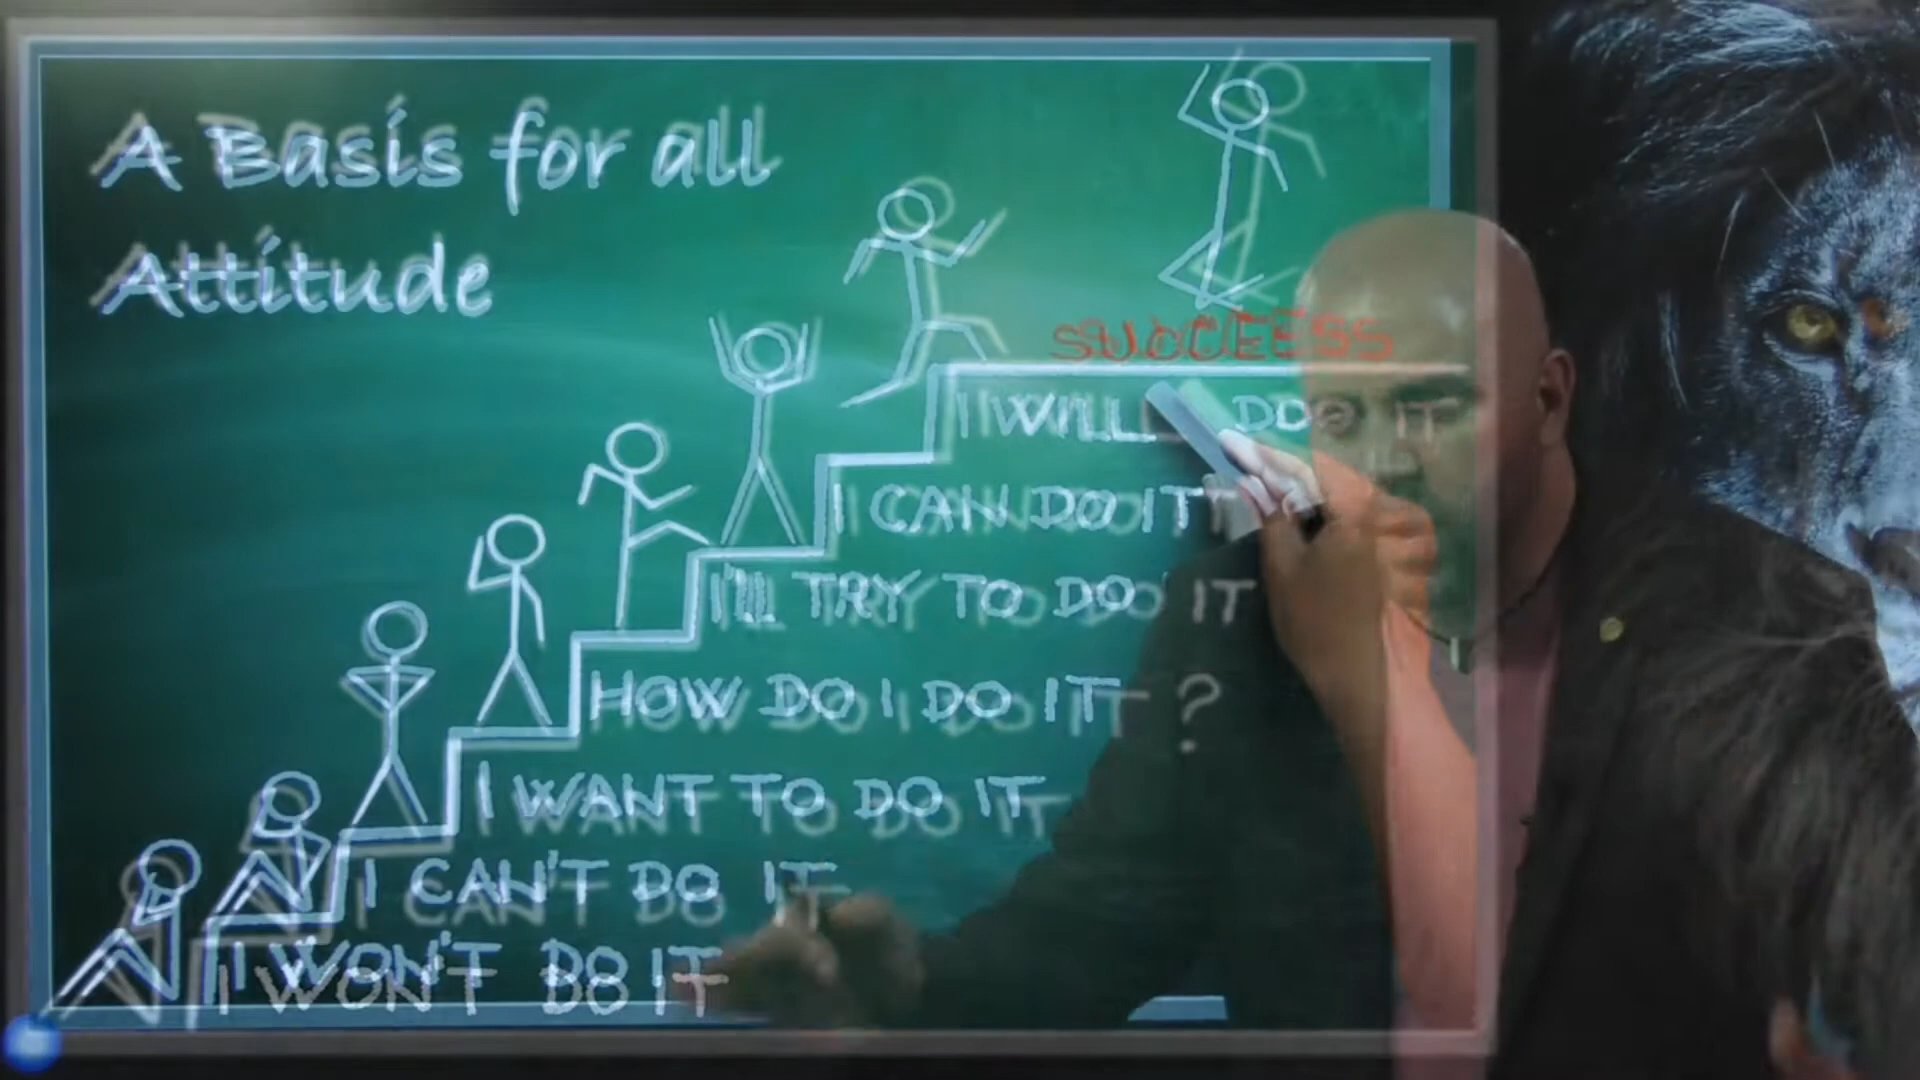 A Basis for all
Attitude
SUCCESS
I WILL DO IT
I CAN DO IT
I'LL TRY TO DO IT
HOW DO I DO IT ?
I WANT TO DO IT
I CAN'T DO IT
I WON'T DO IT